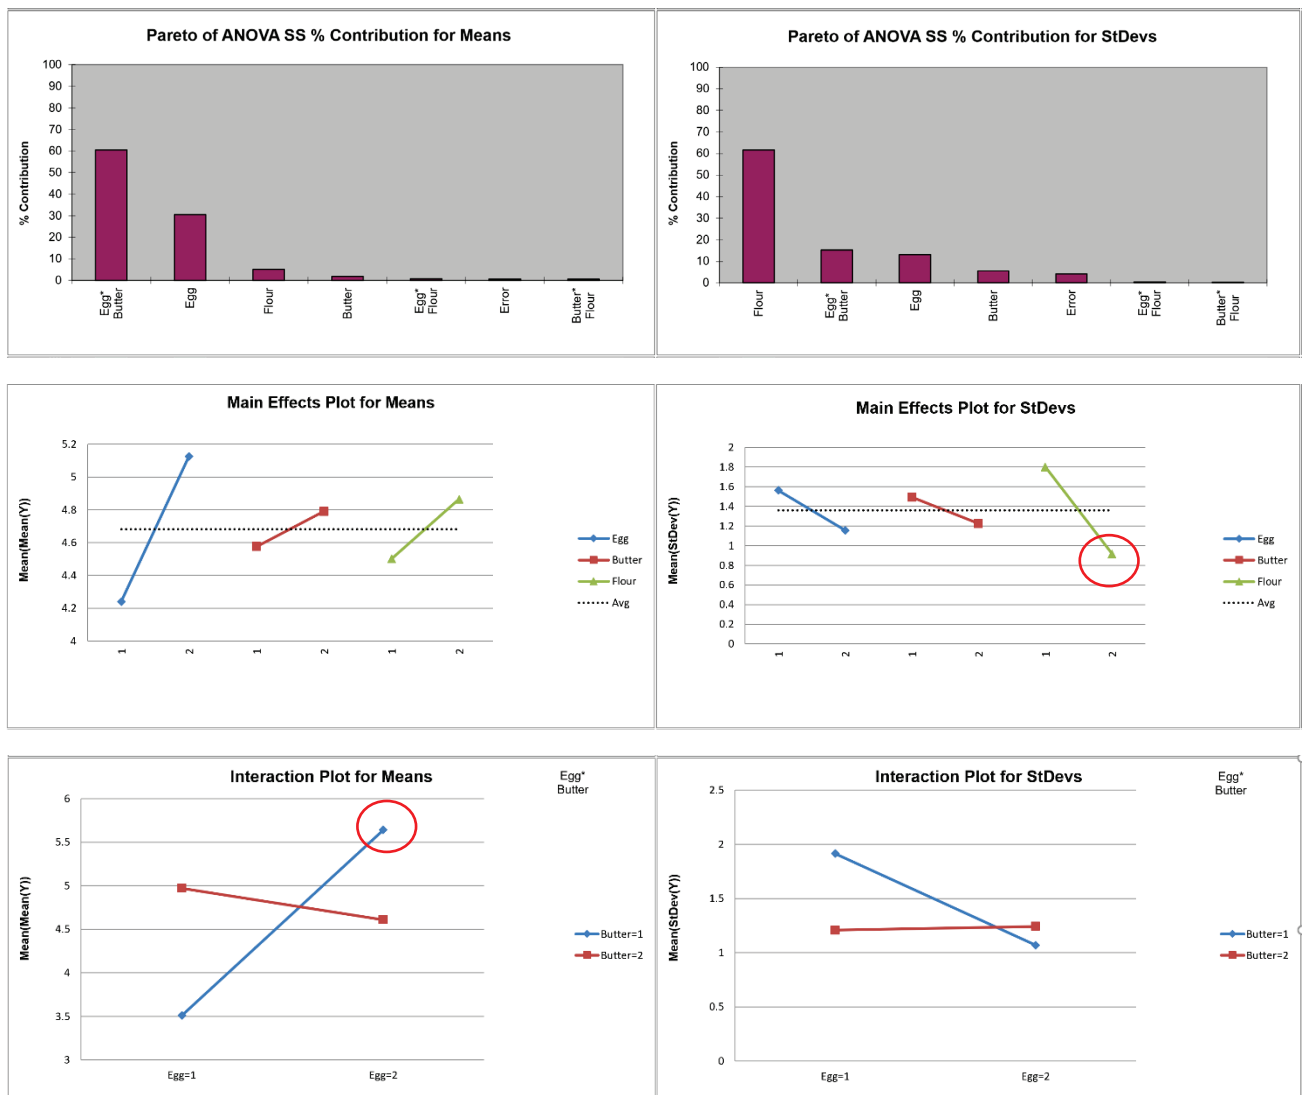 Pareto of ANOVA SS % Contribution for Means
% Contribution
100
90
80
70
60
50
40
30
20
10
0
Egg*
Butter
Egg
Flour
Butter
Egg*
Flour
Error
Butter*
Flour
Pareto of ANOVA SS % Contribution for StDevs
% Contribution
100
90
80
70
60
50
40
30
20
10
0
Flour
Egg*
Butter
Egg
Butter
Error
Egg*
Flour
Butter*
Flour
Main Effects Plot for Means
Mean(Mean(Y))
5.2
5
4.8
4.6
4.4
4.2
4
1
2
1
2
1
2
Egg
Butter
Flour
Avg
Main Effects Plot for StDevs
Mean(StDev(Y))
2
1.8
1.6
1.4
1.2
1
0.8
0.6
0.4
0.2
0
1
2
1
2
1
2
Egg
Butter
Flour
Avg
Interaction Plot for Means
Egg*
Butter
Mean(Mean(Y))
6
5.5
5
4.5
4
3.5
3
Egg=1
Egg=2
Butter=1
Butter=2
Interaction Plot for StDevs
Egg*
Butter
Mean(StDev(Y))
2.5
2
1.5
1
0.5
0
Egg=1
Egg=2
Butter=1
Butter=2